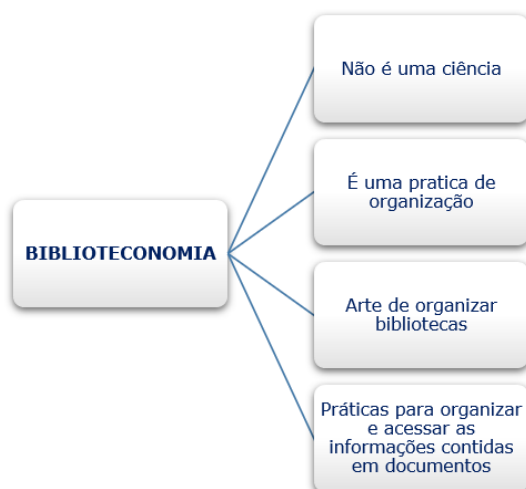 Não é uma ciência
É uma pratica de
organização
BIBLIOTECONOMIA
Arte de organizar
bibliotecas
Práticas para organizar
e acessar as
informações contidas
em documentos